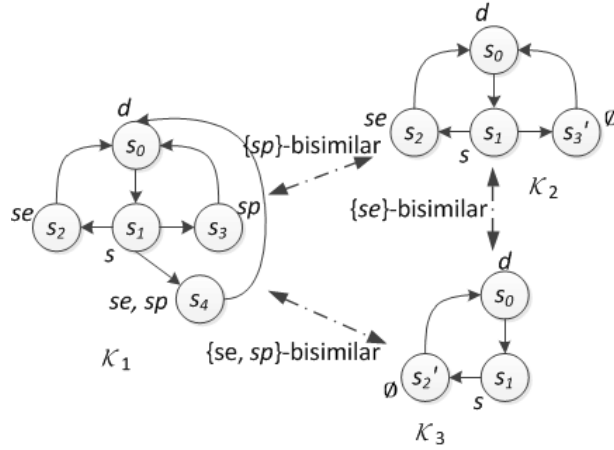 d
s0
se
s2
s1
s
s3'
∅
K2
{sp}-bisimilar
{se}-bisimilar
d
s0
se
s2
s1
s
s3
sp
se, sp
s4
K1
{se, sp}-bisimilar
d
s0
∅
s2'
s1
s
K3